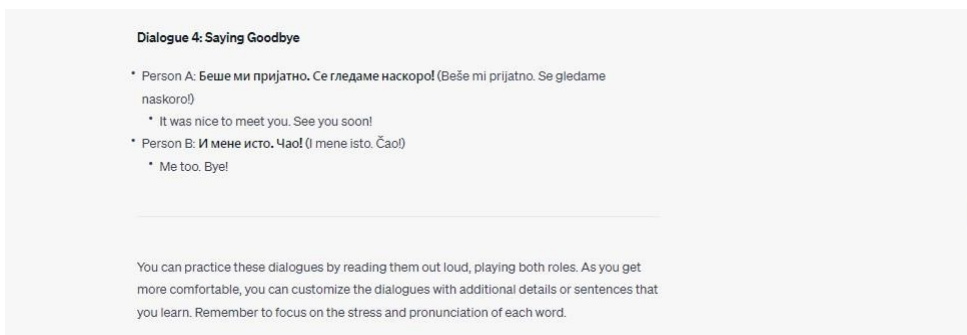 Dialogue 4: Saying Goodbye
• Person A: Беше ми пријатно. Се гледаме наскоро! (Beše mi prijatno. Se gledame
naskoro!)
• It was nice to meet you. See you soon!
• Person B: И мене исто. Чао! (I mene isto. Čao!)
• Me too. Bye!
You can practice these dialogues by reading them out loud, playing both roles. As you get
more comfortable, you can customize the dialogues with additional details or sentences that
you learn. Remember to focus on the stress and pronunciation of each word.